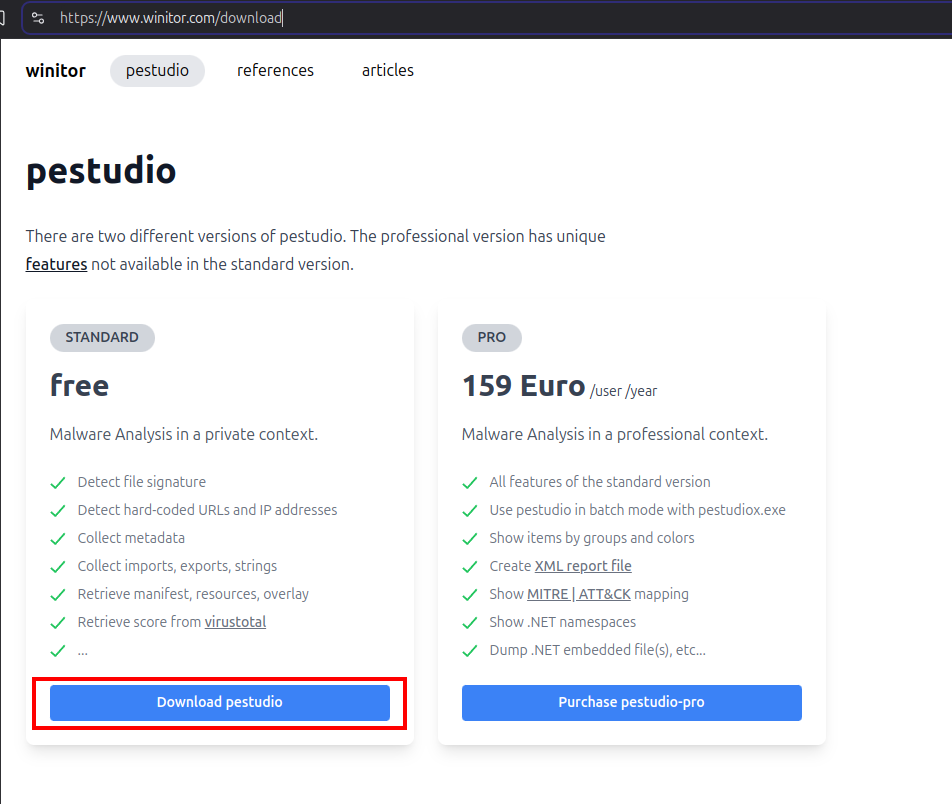 https://www.winitor.com/download
winitor pestudio references articles
pestudio
There are two different versions of pestudio. The professional version has unique
features not available in the standard version.
STANDARD
free
Malware Analysis in a private context.
Detect file signature
Detect hard-coded URLs and IP addresses
Collect metadata
Collect imports, exports, strings
Retrieve manifest, resources, overlay
Retrieve score from virustotal
...
Download pestudio
PRO
159 Euro /user /year
Malware Analysis in a professional context.
All features of the standard version
Use pestudio in batch mode with pestudiox.exe
Show items by groups and colors
Create XML report file
Show MITRE | ATT&CK mapping
Show .NET namespaces
Dump .NET embedded file(s), etc...
Purchase pestudio-pro